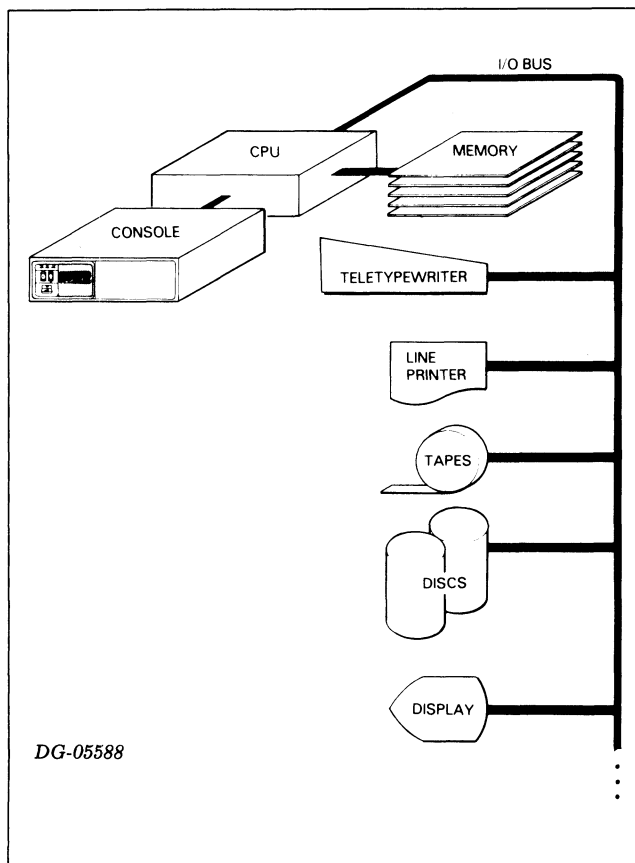 I/O BUS
CPU
MEMORY
CONSOLE
TELETYPEWRITER
LINE
PRINTER
TAPES
DISCS
DISPLAY
DG-05588